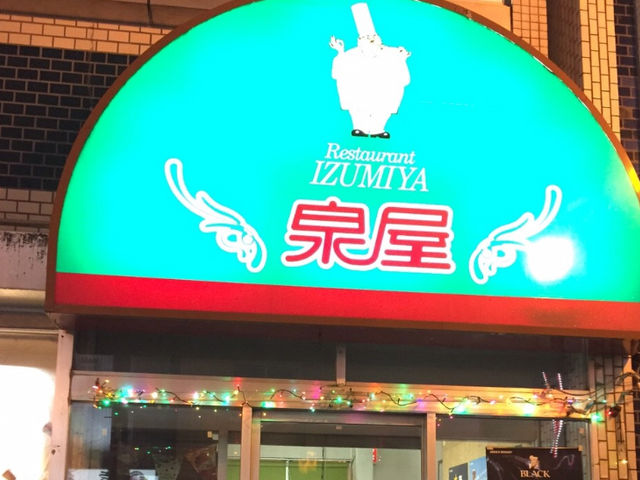 Restaurant
IZUMIYA
泉屋
BLACK